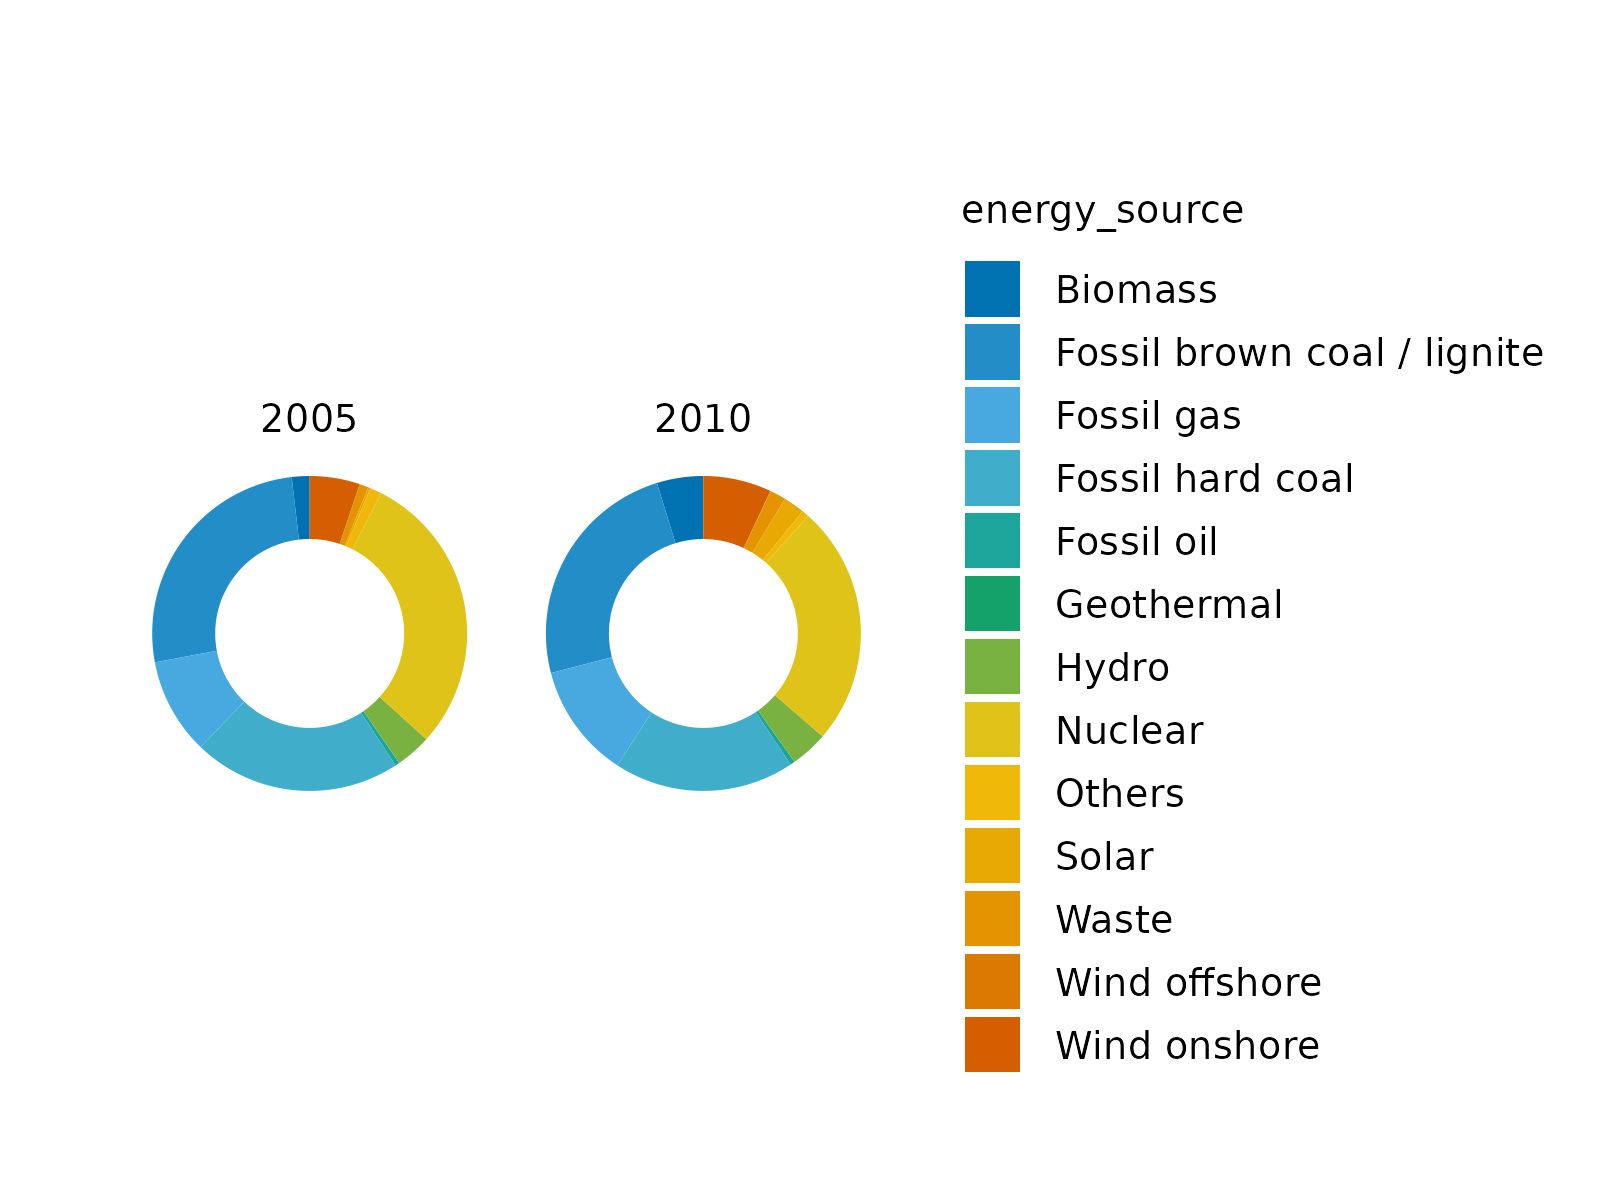 energy_source
Biomass
Fossil brown coal / lignite
Fossil gas
2005
2010
Fossil hard coal
Fossil oil
Geothermal
Hydro
Nuclear
Others
Solar
Waste
Wind offshore
Wind onshore